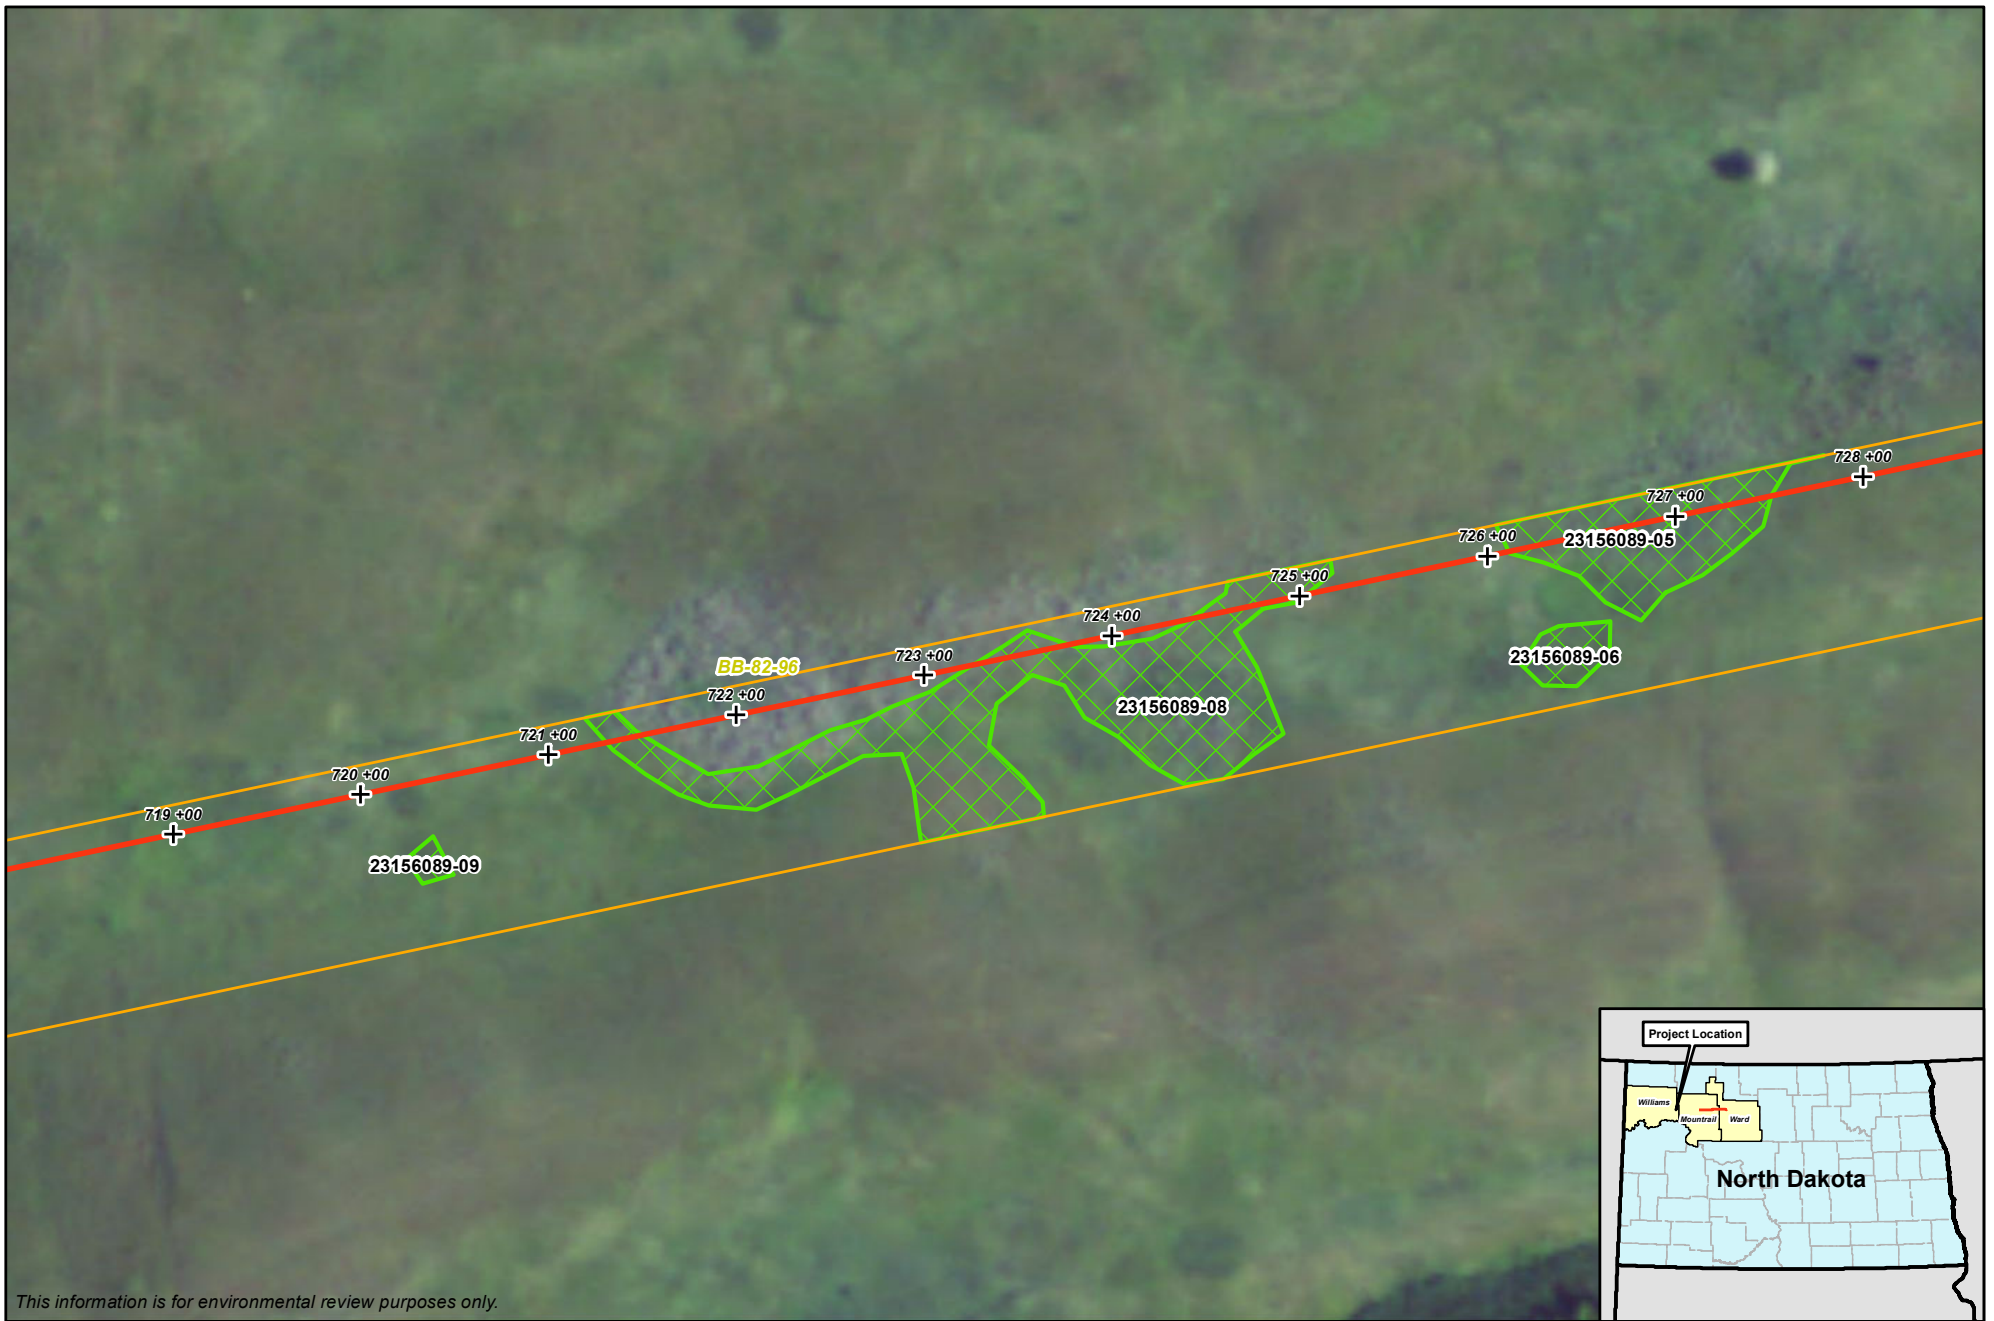 728 +00
727 +00
726 +00
23156089-05
725 +00
724 +00
23156089-06
723 +00
BB-82-96
722 +00
23156089-08
721 +00
720 +00
719 +00
23156089-09
Project Location
Williams
Mountrail
Ward
North Dakota
This information is for environmental review purposes only.